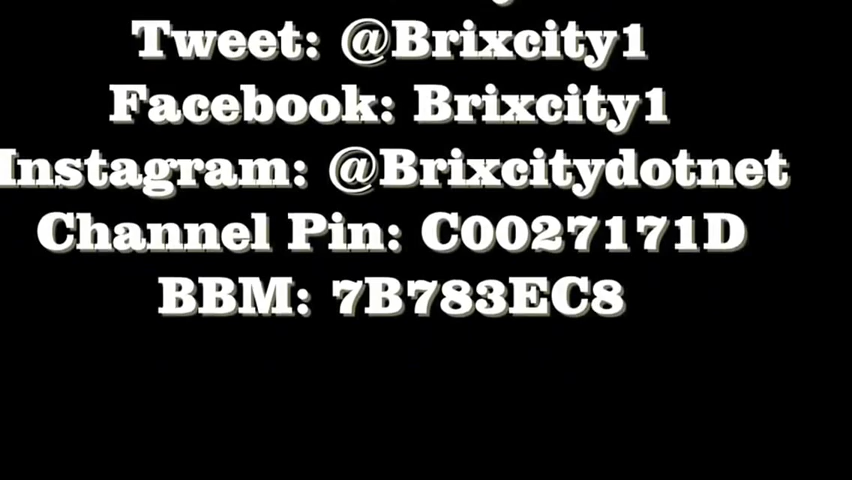 Tweet: @Brixcity1
Facebook: Brixcity1
Instagram: @Brixcitydotnet
Channel Pin: C0027171D
BBM: 7B783EC8